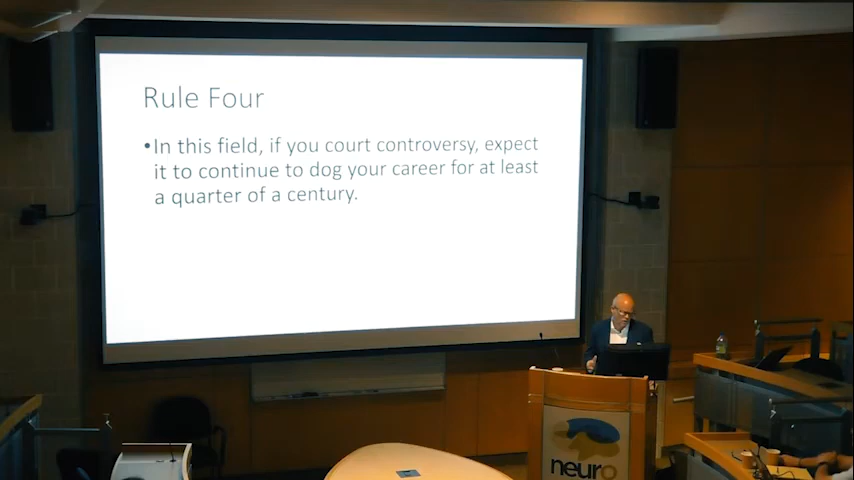 Rule Four
•In this field, if you court controversy, expect
it to continue to dog your career for at least
a quarter of a century.
neuro